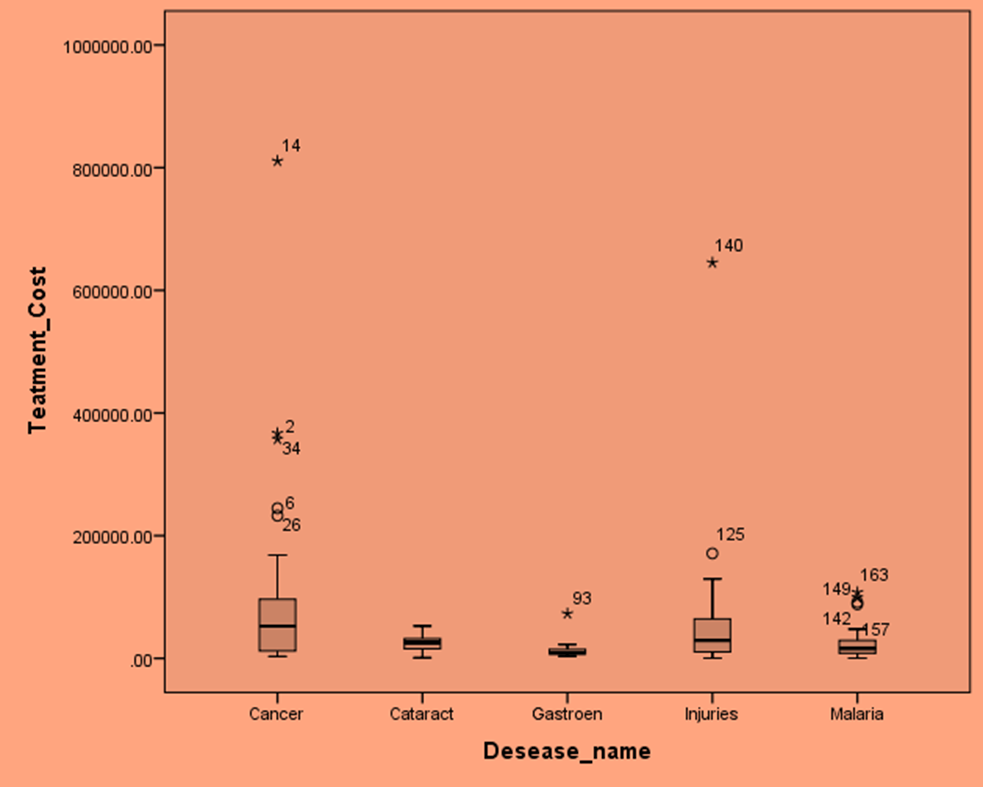 1000000.00
800000.00
600000.00
400000.00
200000.00
.00
Teatment_Cost
14
2
34
6
26
93
140
125
163
149
142
157
Cancer
Cataract
Gastroen
Injuries
Malaria
Desease_name